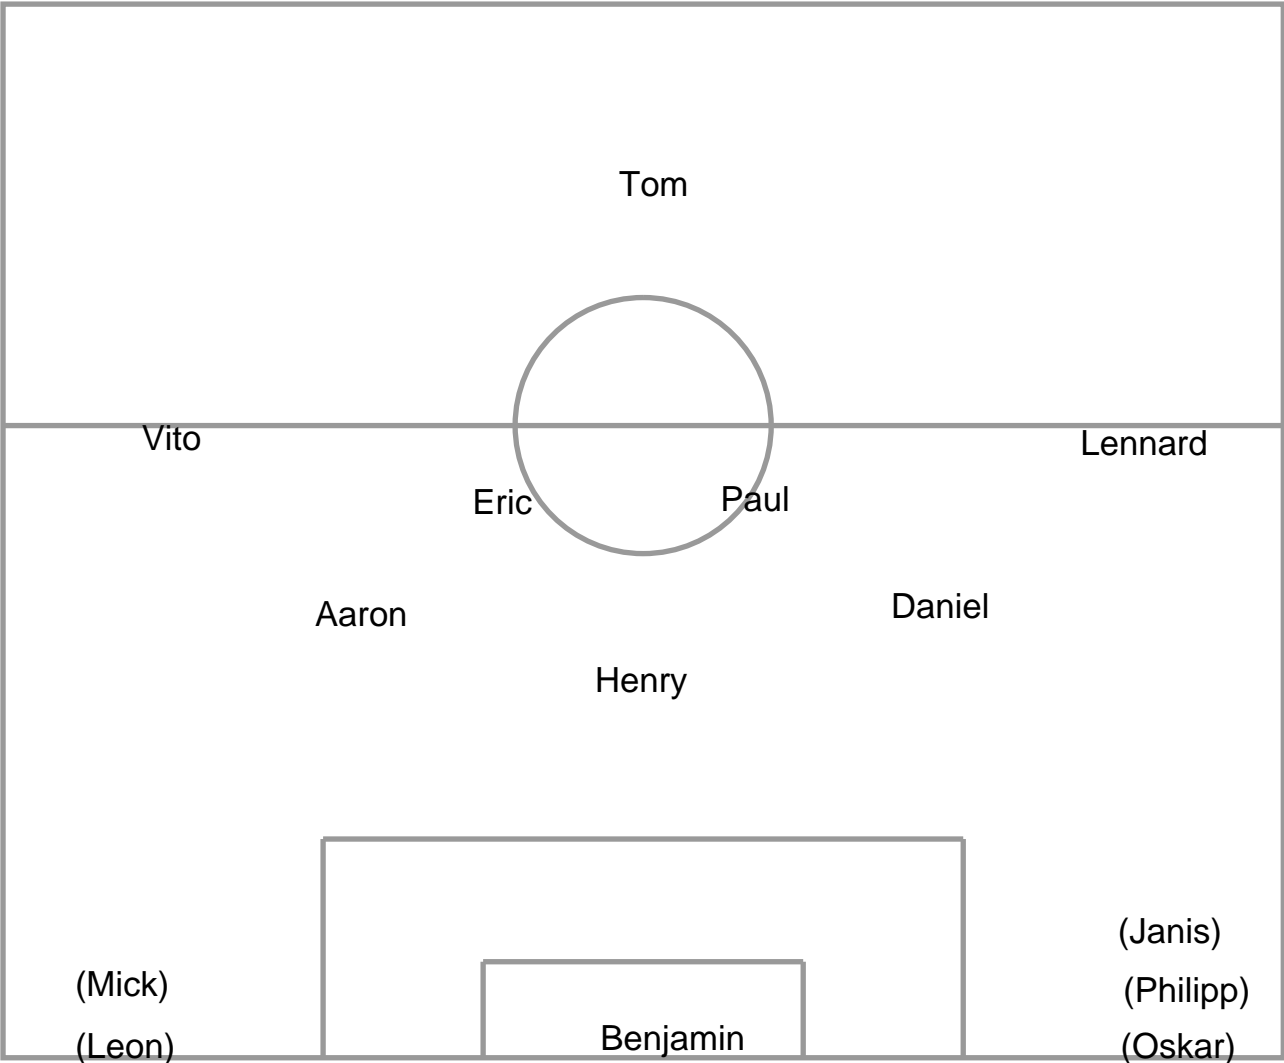 Tom
Vito
Lennard
Eric
Paul
Aaron
Daniel
Henry
(Janis)
(Mick)
(Philipp)
Benjamin
(Leon)
(Oskar)